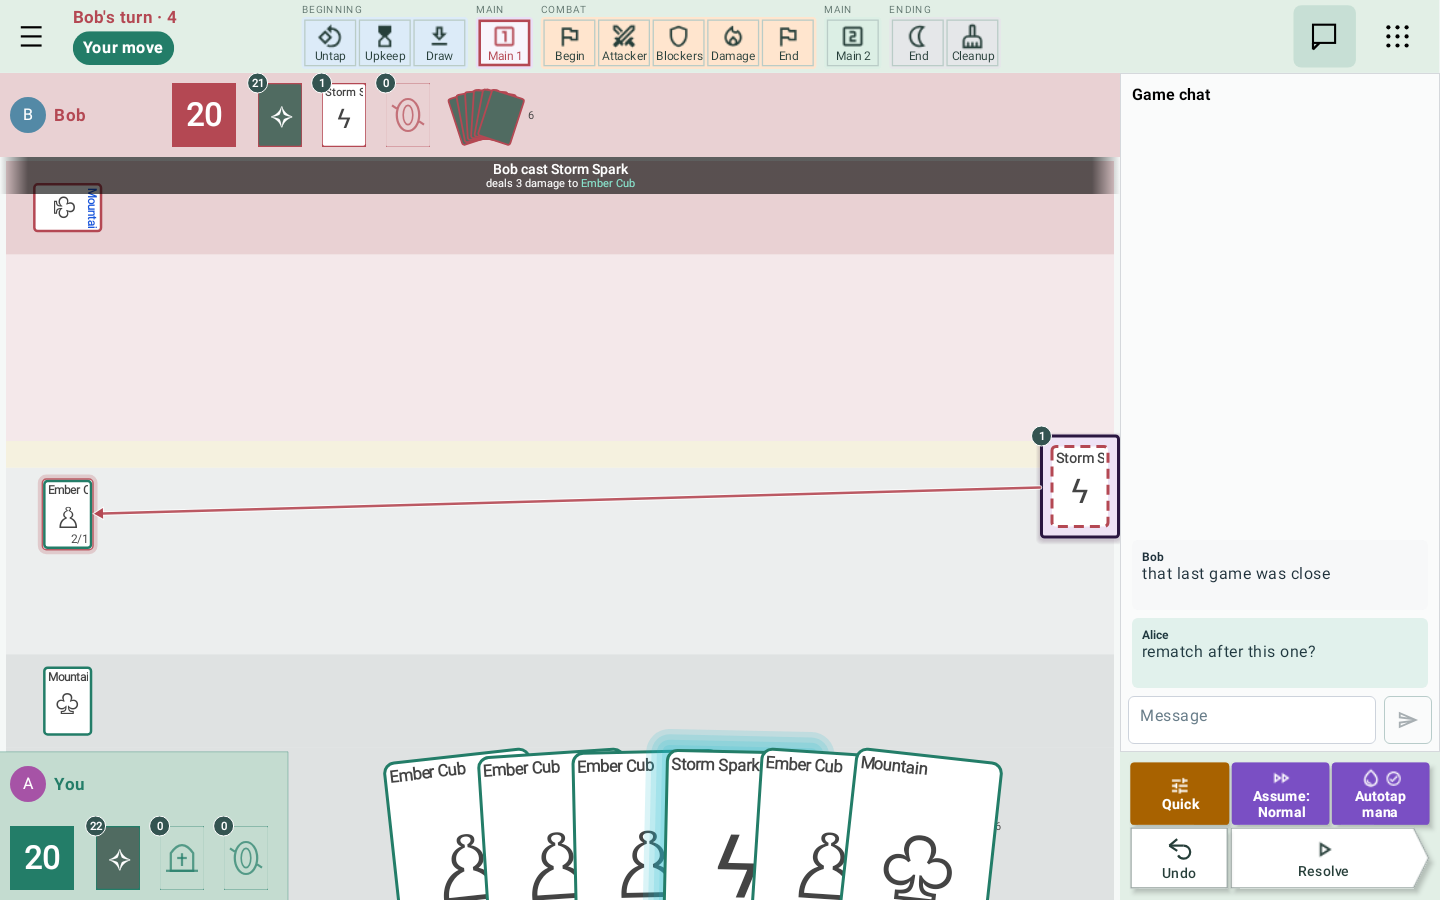 Bob's turn · 4
Your move
BEGINNING
MAIN
COMBAT
MAIN
ENDING
Untap
Upkeep
Draw
1
Main 1
Begin
Attacker
Blockers
Damage
End
2
Main 2
End
Cleanup
B
Bob
20
21
1
Storm S
0
6
Bob cast Storm Spark
deals 3 damage to Ember Cub
Mountai
1
Storm S
Ember C
2/1
Mountai
A
You
20
22
0
0
Ember Cub
Ember Cub
Ember Cub
Storm Spark
Ember Cub
Mountain
6
Game chat
Bob
that last game was close
Alice
rematch after this one?
Message
Quick
Assume:
Normal
Autotap
mana
Undo
Resolve